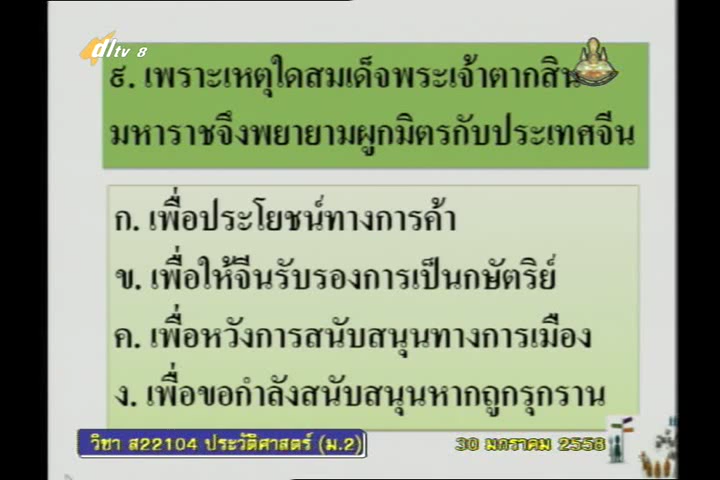 dltv 8
๙. เพราะเหตุใดสมเด็จพระเจ้าตากสิน
มหาราชจึงพยายามผูกมิตรกับประเทศจีน
ก. เพื่อประโยชน์ทางการค้า
ข. เพื่อให้จีนรับรองการเป็นกษัตริย์
ค. เพื่อหวังการสนับสนุนทางการเมือง
ง. เพื่อขอกำลังสนับสนุนหากถูกรุกราน
วิชา ส22104 ประวัติศาสตร์ (ม.2)
30 มกราคม 2558